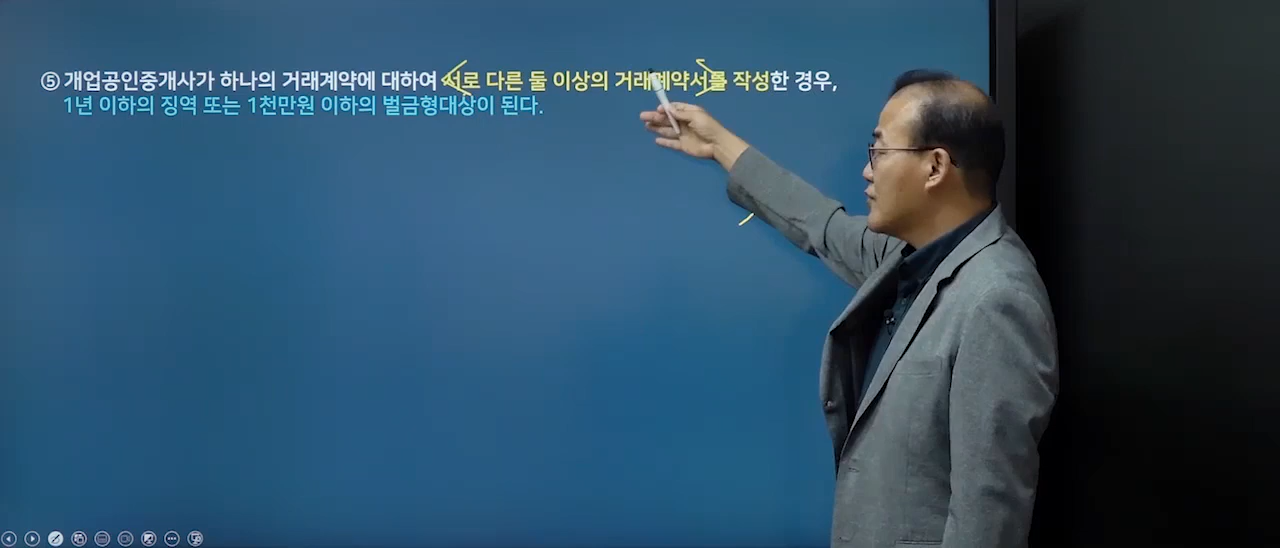 ⑤ 개업공인중개사가 하나의 거래계약에 대하여 서로 다른 둘 이상의 거래계약서를 작성한 경우,
1년 이하의 징역 또는 1천만원 이하의 벌금형대상이 된다.